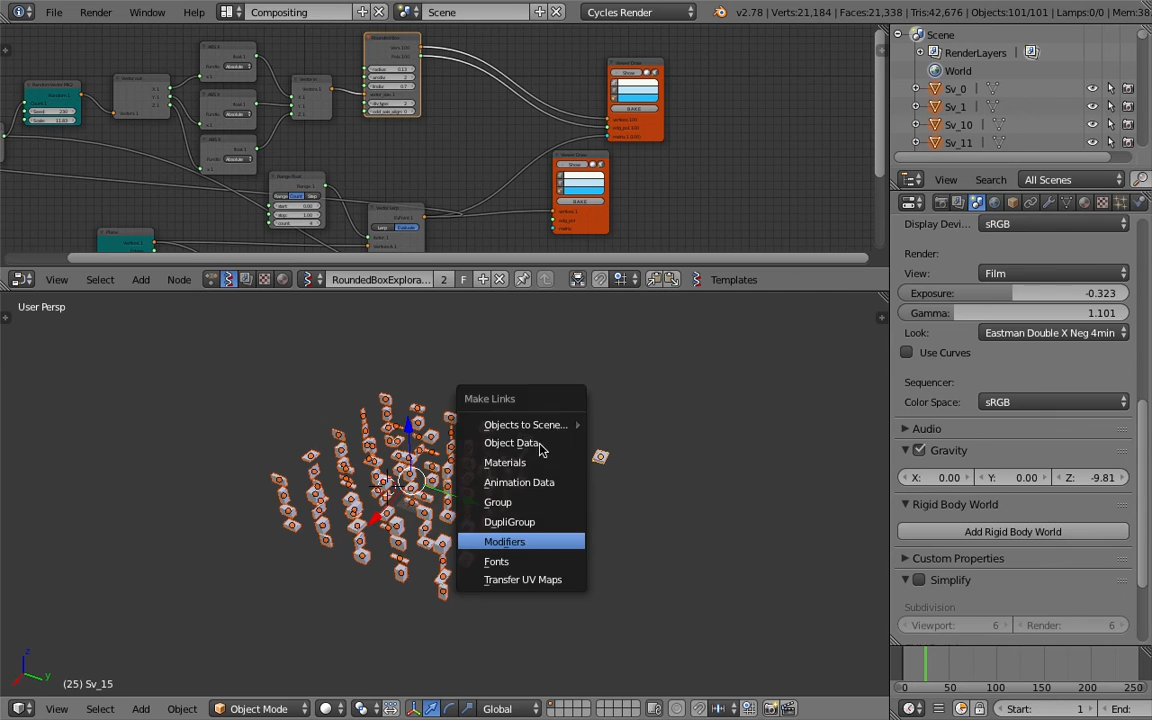 File Render Window Help Compositing Scene Cycles Render v2.78 | Verts:21,184 | Faces:21,338 | Tris:42,676 | Objects:101/101 | Lamps:0/0 | Mem:38
Scene
RenderLayers
World
Sv_0
Sv_1
Sv_10
Sv_11
View Search All Scenes
Show
BAKE
Show
BAKE
View Select Add Node RoundedBoxExplora... 2 F Templates
User Persp
Make Links
Objects to Scene...
Object Data
Materials
Animation Data
Group
DupliGroup
Modifiers
Fonts
Transfer UV Maps
(25) Sv_15
View Select Add Object Object Mode Global
Display Devi... sRGB
Render:
View: Film
Exposure: -0.323
Gamma: 1.101
Look: Eastman Double X Neg 4min
Use Curves
Sequencer:
Color Space: sRGB
Audio
Gravity
X: 0.00 Y: 0.00 Z: -9.81
Rigid Body World
Add Rigid Body World
Custom Properties
Simplify
Subdivision
Viewport: 6 Render: 6
0 50 100 150 200 250
Start: 1 End: